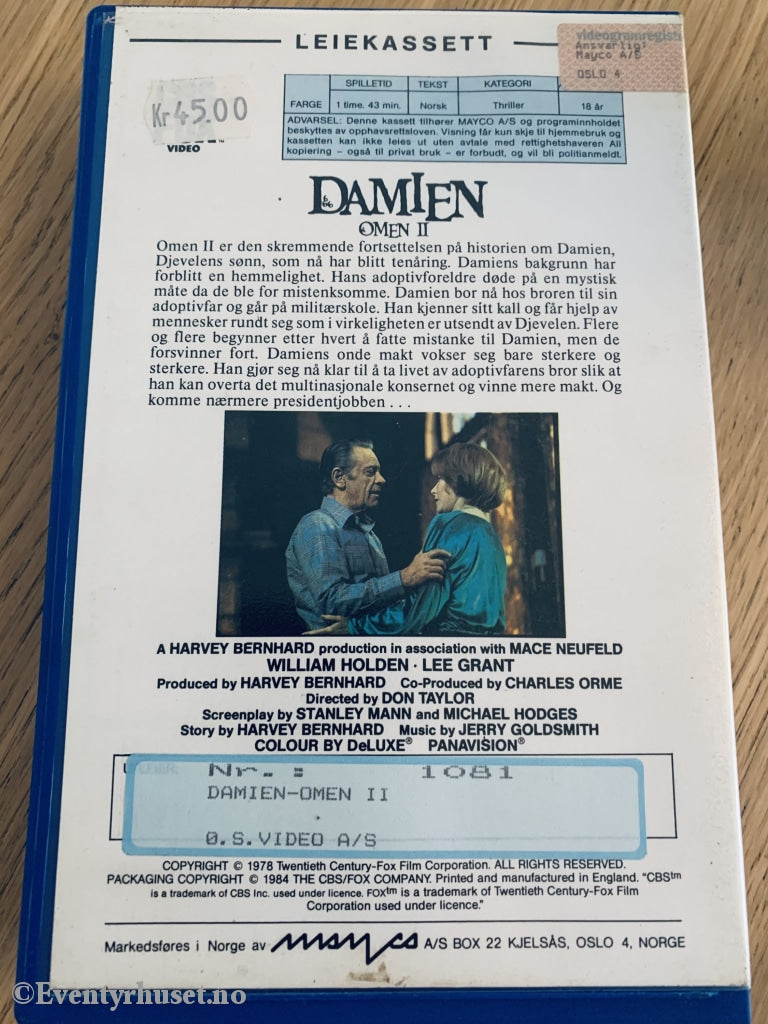 LEIEKASSETT
videogramregist
Ansvarlig:
Mayco A/S
OSLO 4
Kr 45.00
VIDEO
SPILLETID TEKST KATEGORI
FARGE 1 time. 43 min. Norsk Thriller 18 år
ADVARSEL: Denne kassett tilhører MAYCO A/S og programinnholdet
beskyttes av opphavsrettsloven. Visning får kun skje til hjemmebruk og
kassetten kan ikke leies ut uten avtale med rettighetshaveren All
kopiering – også til privat bruk – er forbudt, og vil bli politianmeldt.
DAMIEN
OMEN II
Omen II er den skremmende fortsettelsen på historien om Damien,
Djevelens sønn, som nå har blitt tenåring. Damiens bakgrunn har
forblitt en hemmelighet. Hans adoptivforeldre døde på en mystisk
måte da de ble for mistenksomme. Damien bor nå hos broren til sin
adoptivfar og går på militærskole. Han kjenner sitt kall og får hjelp av
mennesker rundt seg som i virkeligheten er utsendt av Djevelen. Flere
og flere begynner etter hvert å fatte mistanke til Damien, men de
forsvinner fort. Damiens onde makt vokser seg bare sterkere og
sterkere. Han gjør seg nå klar til å ta livet av adoptivfarens bror slik at
han kan overta det multinasjonale konsernet og vinne mere makt. Og
komme nærmere presidentjobben . . .
A HARVEY BERNHARD production in association with MACE NEUFELD
WILLIAM HOLDEN · LEE GRANT
Produced by HARVEY BERNHARD Co-Produced by CHARLES ORME
Directed by DON TAYLOR
Screenplay by STANLEY MANN and MICHAEL HODGES
Story by HARVEY BERNHARD Music by JERRY GOLDSMITH
COLOUR BY DeLUXE® PANAVISION®
Nr.: 1081
DAMIEN-OMEN II
Ø.S.VIDEO A/S
COPYRIGHT © 1978 Twentieth Century-Fox Film Corporation. ALL RIGHTS RESERVED.
PACKAGING COPYRIGHT © 1984 THE CBS/FOX COMPANY. Printed and manufactured in England. "CBS™
is a trademark of CBS Inc. used under licence. FOX™ is a trademark of Twentieth Century-Fox Film
Corporation used under licence."
Markedsføres i Norge av mayco A/S BOX 22 KJELSÅS, OSLO 4, NORGE
©Eventyrhuset.no